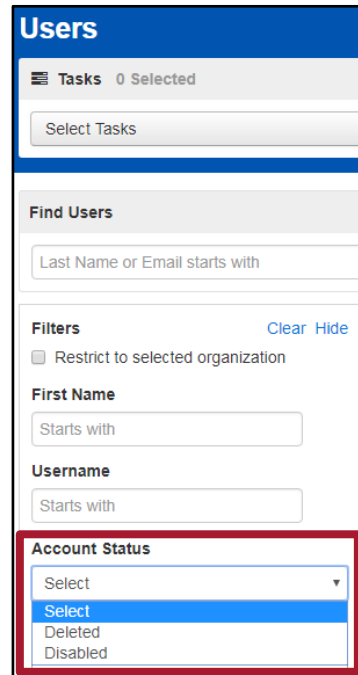 Users
Tasks 0 Selected
Select Tasks
Find Users
Last Name or Email starts with
Filters Clear Hide
Restrict to selected organization
First Name
Starts with
Username
Starts with
Account Status
Select
Select
Deleted
Disabled